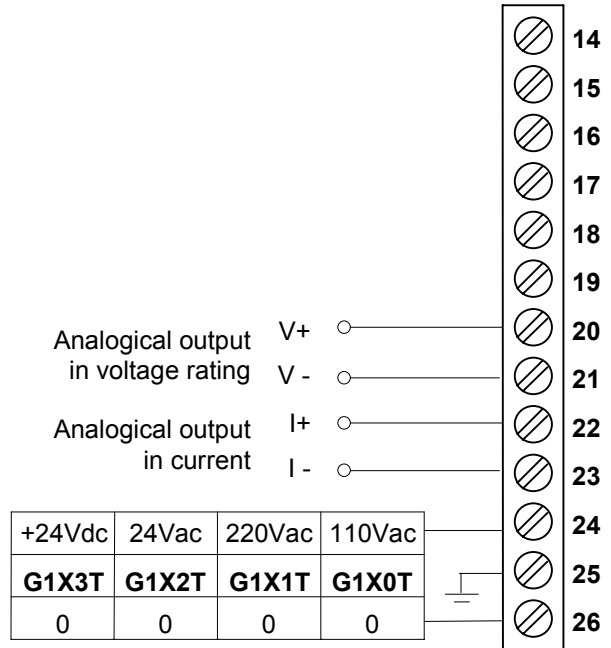 14
15
16
17
18
19
Analogical output V+ 20
in voltage rating V - 21
Analogical output I+ 22
in current I - 23
+24Vdc 24Vac 220Vac 110Vac 24
G1X3T G1X2T G1X1T G1X0T 25
0 0 0 0 26